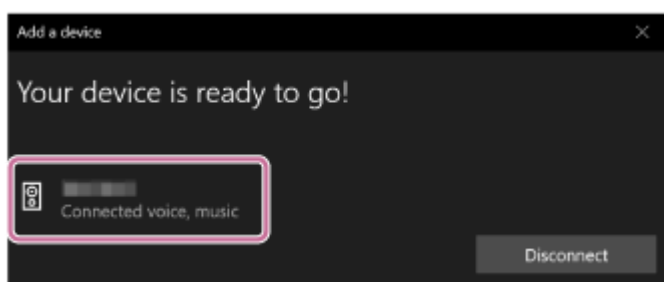 Add a device
Your device is ready to go!
Connected voice, music
Disconnect